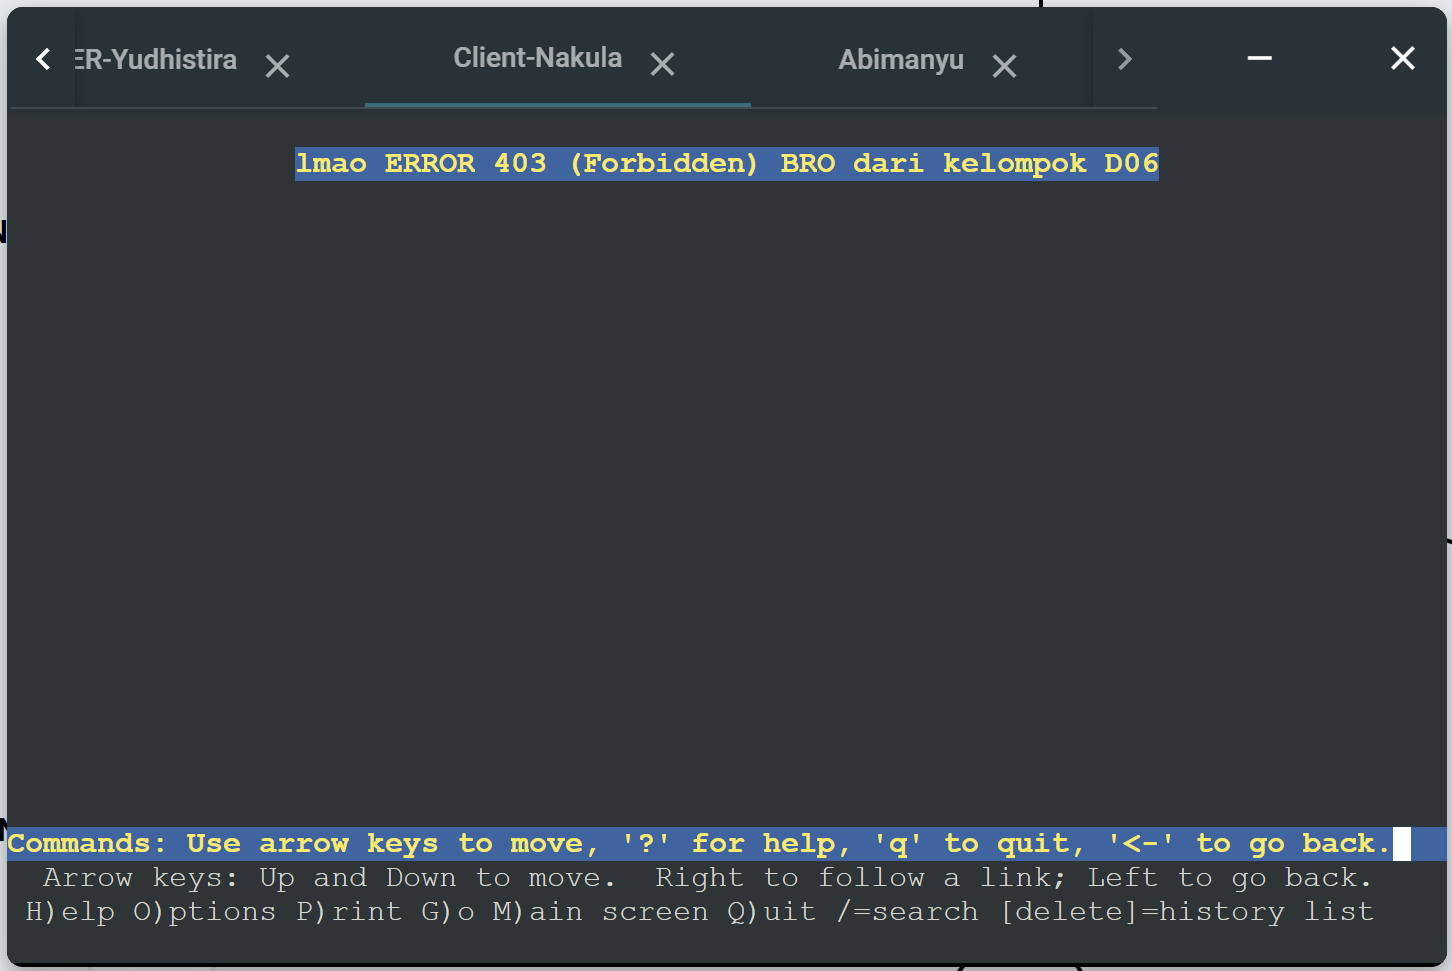 ER-Yudhistira Client-Nakula Abimanyu
lmao ERROR 403 (Forbidden) BRO dari kelompok D06
Commands: Use arrow keys to move, '?' for help, 'q' to quit, '<-' to go back.
Arrow keys: Up and Down to move.  Right to follow a link; Left to go back.
H)elp O)ptions P)rint G)o M)ain screen Q)uit /=search [delete]=history list